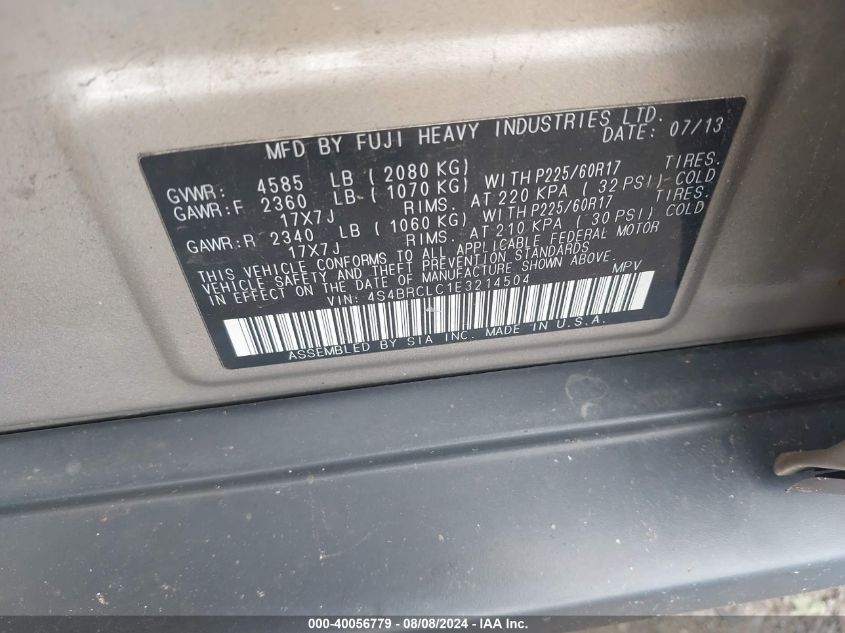 MFD BY FUJI HEAVY INDUSTRIES LTD.
DATE: 07/13
GVWR: 4585 LB ( 2080 KG)
GAWR:F 2360 LB ( 1070 KG) WITH P225/60R17 TIRES.
17X7J RIMS. AT 220 KPA ( 32 PSI) COLD
GAWR:R 2340 LB ( 1060 KG) WITH P225/60R17 TIRES.
17X7J RIMS. AT 210 KPA ( 30 PSI) COLD
THIS VEHICLE CONFORMS TO ALL APPLICABLE FEDERAL MOTOR
VEHICLE SAFETY AND THEFT PREVENTION STANDARDS
IN EFFECT ON THE DATE OF MANUFACTURE SHOWN ABOVE.
VIN: 4S4BRCLC1E3214504 MPV
ASSEMBLED BY SIA INC. MADE IN U.S.A.
000-40056779 - 08/08/2024 - IAA Inc.